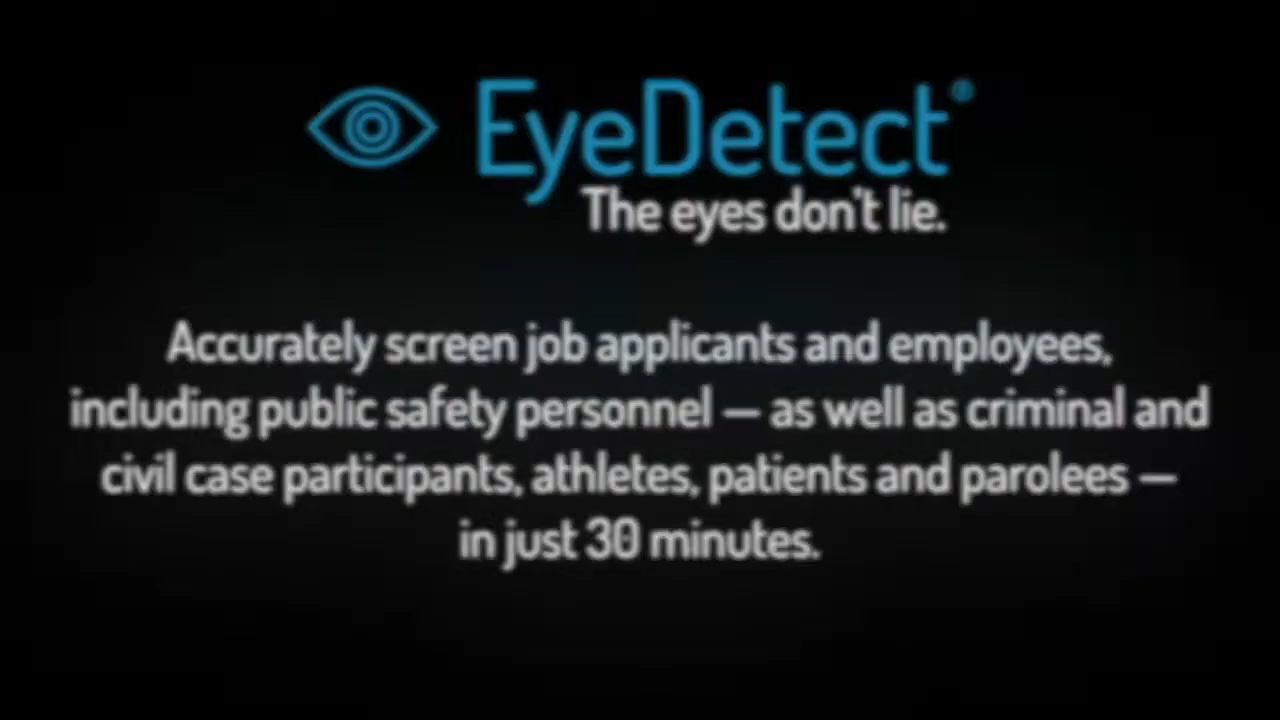 EyeDetect®
The eyes don't lie.
Accurately screen job applicants and employees,
including public safety personnel — as well as criminal and
civil case participants, athletes, patients and parolees —
in just 30 minutes.